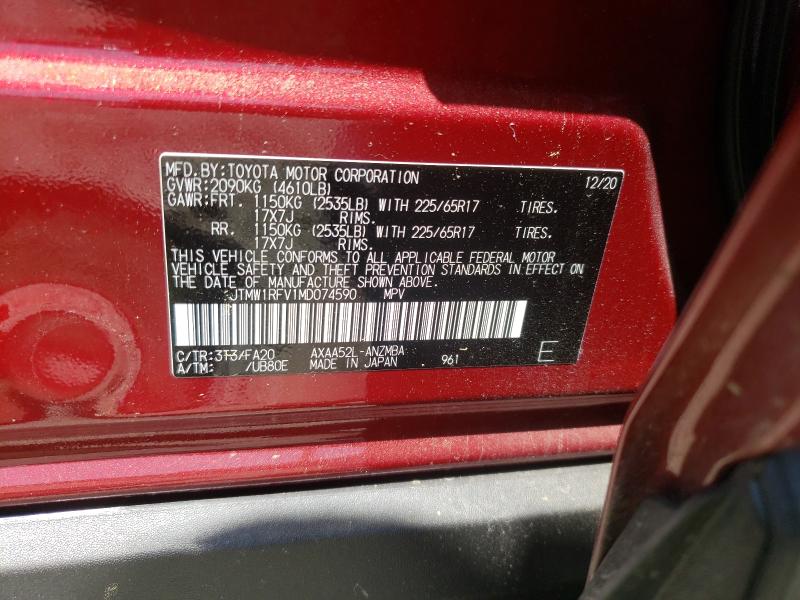 MFD.BY:TOYOTA MOTOR CORPORATION 12/20
GVWR:2090KG (4610LB)
GAWR:FRT. 1150KG (2535LB) WITH 225/65R17 TIRES.
17X7J RIMS.
RR. 1150KG (2535LB) WITH 225/65R17 TIRES.
17X7J RIMS.
THIS VEHICLE CONFORMS TO ALL APPLICABLE FEDERAL MOTOR
VEHICLE SAFETY AND THEFT PREVENTION STANDARDS IN EFFECT ON
THE DATE OF MANUFACTURE SHOWN ABOVE.
JTMW1RFV1MD074590 MPV
C/TR:3T3/FA20 AXAA52L-ANZMBA
A/TM: /UB80E MADE IN JAPAN 961 E